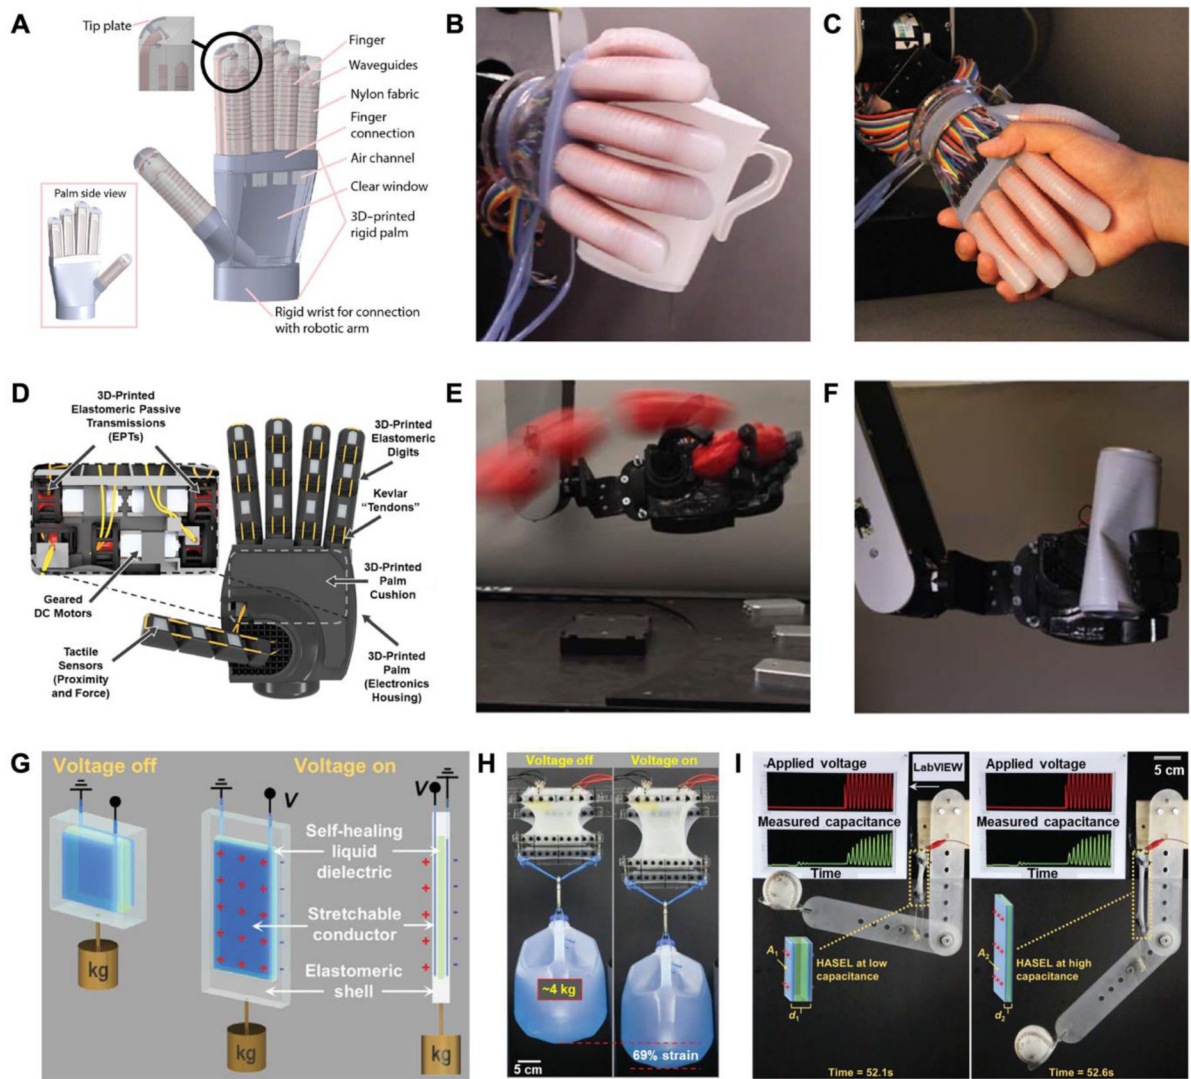 A
Tip plate
Finger
Waveguides
Nylon fabric
Finger
connection
Air channel
Clear window
3D-printed
rigid palm
Palm side view
Rigid wrist for connection
with robotic arm
B
C
D
3D-Printed
Elastomeric Passive
Transmissions
(EPTs)
3D-Printed
Elastomeric
Digits
Kevlar
“Tendons”
3D-Printed
Palm
Cushion
Geared
DC Motors
Tactile
Sensors
(Proximity
and Force)
3D-Printed
Palm
(Electronics
Housing)
E
F
G
Voltage off
Voltage on
V
V
Self-healing
liquid
dielectric
Stretchable
conductor
Elastomeric
shell
kg
kg
kg
H
Voltage off
Voltage on
~4 kg
69% strain
5 cm
I
Applied voltage
Measured capacitance
Time
LabVIEW
Applied voltage
Measured capacitance
Time
5 cm
A1
HASEL at low
capacitance
d1
A2
HASEL at high
capacitance
d2
Time = 52.1s
Time = 52.6s